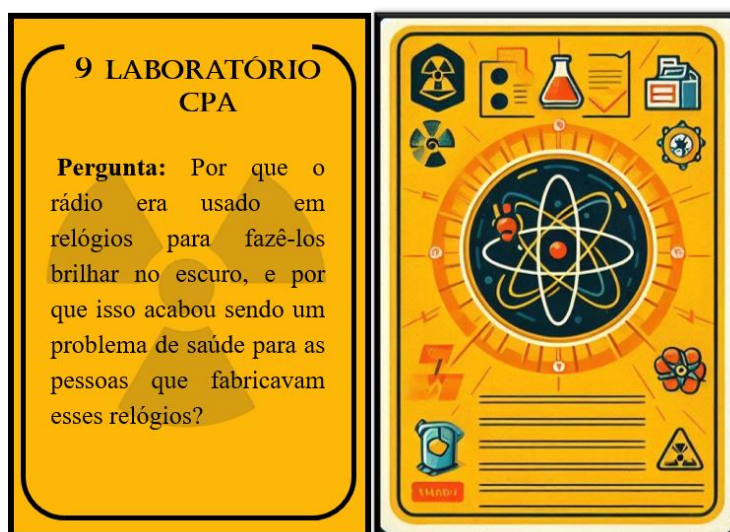 9 LABORATÓRIO
CPA
Pergunta: Por que o
rádio era usado em
relógios para fazê-los
brilhar no escuro, e por
que isso acabou sendo um
problema de saúde para as
pessoas que fabricavam
esses relógios?